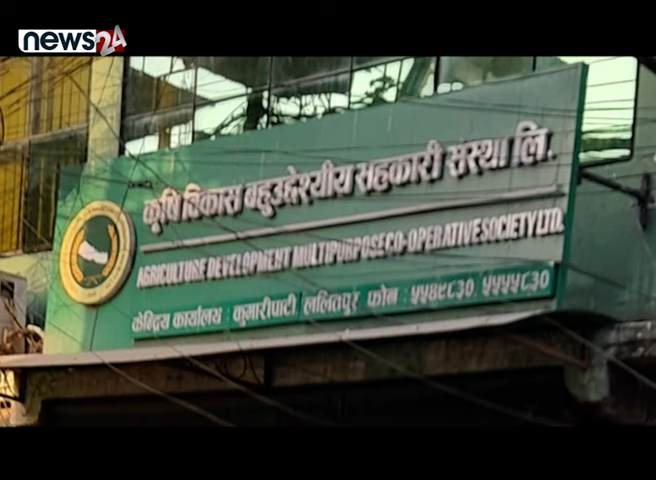 news24
कृषि विकास बहुउद्देश्यीय सहकारी संस्था लि.
AGRICULTURE DEVELOPMENT MULTIPURPOSE CO-OPERATIVE SOCIETY LTD.
केन्द्रिय कार्यालय : कुमारीपाटी, ललितपुर फोन : ५५४९८३०, ५५५५८३०